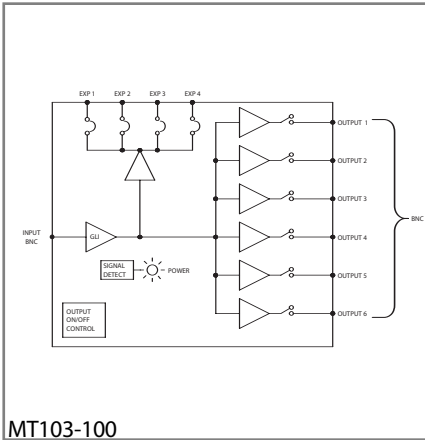 EXP 1 EXP 2 EXP 3 EXP 4
OUTPUT 1
OUTPUT 2
OUTPUT 3
INPUT
BNC
GLI
OUTPUT 4
BNC
SIGNAL
DETECT
POWER
OUTPUT 5
OUTPUT
ON/OFF
CONTROL
OUTPUT 6
MT103-100